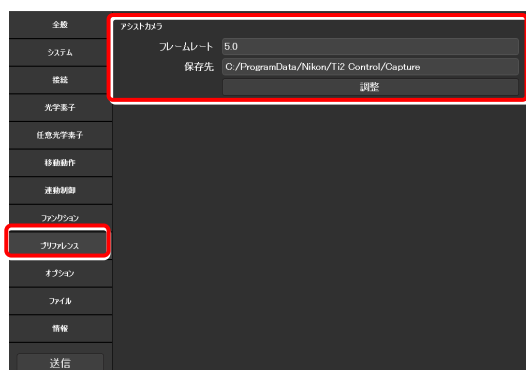 全般
システム
接続
光学素子
任意光学素子
移動動作
連動制御
ファンクション
プリファレンス
オプション
ファイル
情報
送信
アシストカメラ
フレームレート 5.0
保存先 C:/ProgramData/Nikon/Ti2 Control/Capture
調整